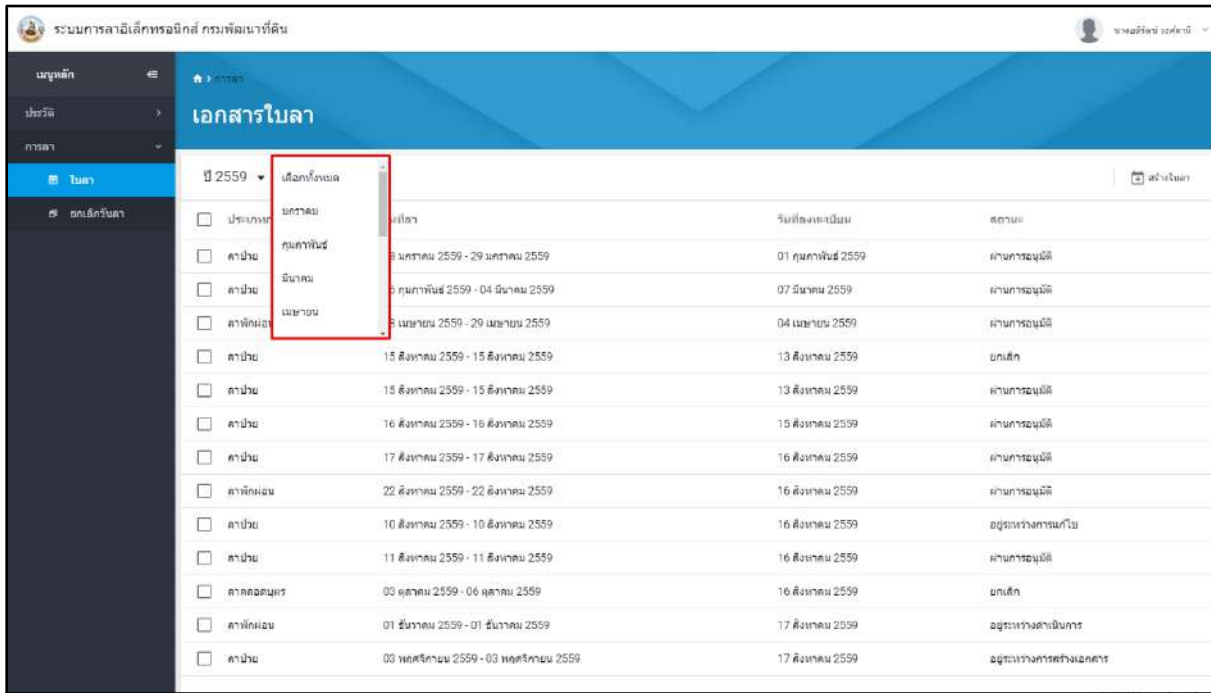 ระบบการลาอิเล็กทรอนิกส์ กรมพัฒนาที่ดิน
เมนูหลัก
การลา
ประวัติ
เอกสารใบลา
การลา
ใบลา
ยกเลิกวันลา
ปี 2559
เลือกทั้งหมด
มกราคม
กุมภาพันธ์
มีนาคม
เมษายน
สร้างใบลา
วันที่ลงทะเบียน สถานะ
ลาป่วย มกราคม 2559 - 29 มกราคม 2559 01 กุมภาพันธ์ 2559 ผ่านการอนุมัติ
ลาป่วย กุมภาพันธ์ 2559 - 04 มีนาคม 2559 07 มีนาคม 2559 ผ่านการอนุมัติ
เมษายน 2559 - 29 เมษายน 2559 04 เมษายน 2559 ผ่านการอนุมัติ
ลาป่วย 15 สิงหาคม 2559 - 15 สิงหาคม 2559 13 สิงหาคม 2559 ยกเลิก
ลาป่วย 15 สิงหาคม 2559 - 15 สิงหาคม 2559 13 สิงหาคม 2559 ผ่านการอนุมัติ
ลาป่วย 16 สิงหาคม 2559 - 16 สิงหาคม 2559 15 สิงหาคม 2559 ผ่านการอนุมัติ
ลาป่วย 17 สิงหาคม 2559 - 17 สิงหาคม 2559 16 สิงหาคม 2559 ผ่านการอนุมัติ
ลาพักผ่อน 22 สิงหาคม 2559 - 22 สิงหาคม 2559 16 สิงหาคม 2559 ผ่านการอนุมัติ
ลาป่วย 10 สิงหาคม 2559 - 10 สิงหาคม 2559 16 สิงหาคม 2559 อยู่ระหว่างการแก้ไข
ลาป่วย 11 สิงหาคม 2559 - 11 สิงหาคม 2559 16 สิงหาคม 2559 ผ่านการอนุมัติ
ลาคลอดบุตร 03 ตุลาคม 2559 - 06 ตุลาคม 2559 16 สิงหาคม 2559 ยกเลิก
ลาพักผ่อน 01 ธันวาคม 2559 - 01 ธันวาคม 2559 17 สิงหาคม 2559 อยู่ระหว่างดำเนินการ
ลาป่วย 03 พฤศจิกายน 2559 - 03 พฤศจิกายน 2559 17 สิงหาคม 2559 อยู่ระหว่างการสร้างเอกสาร